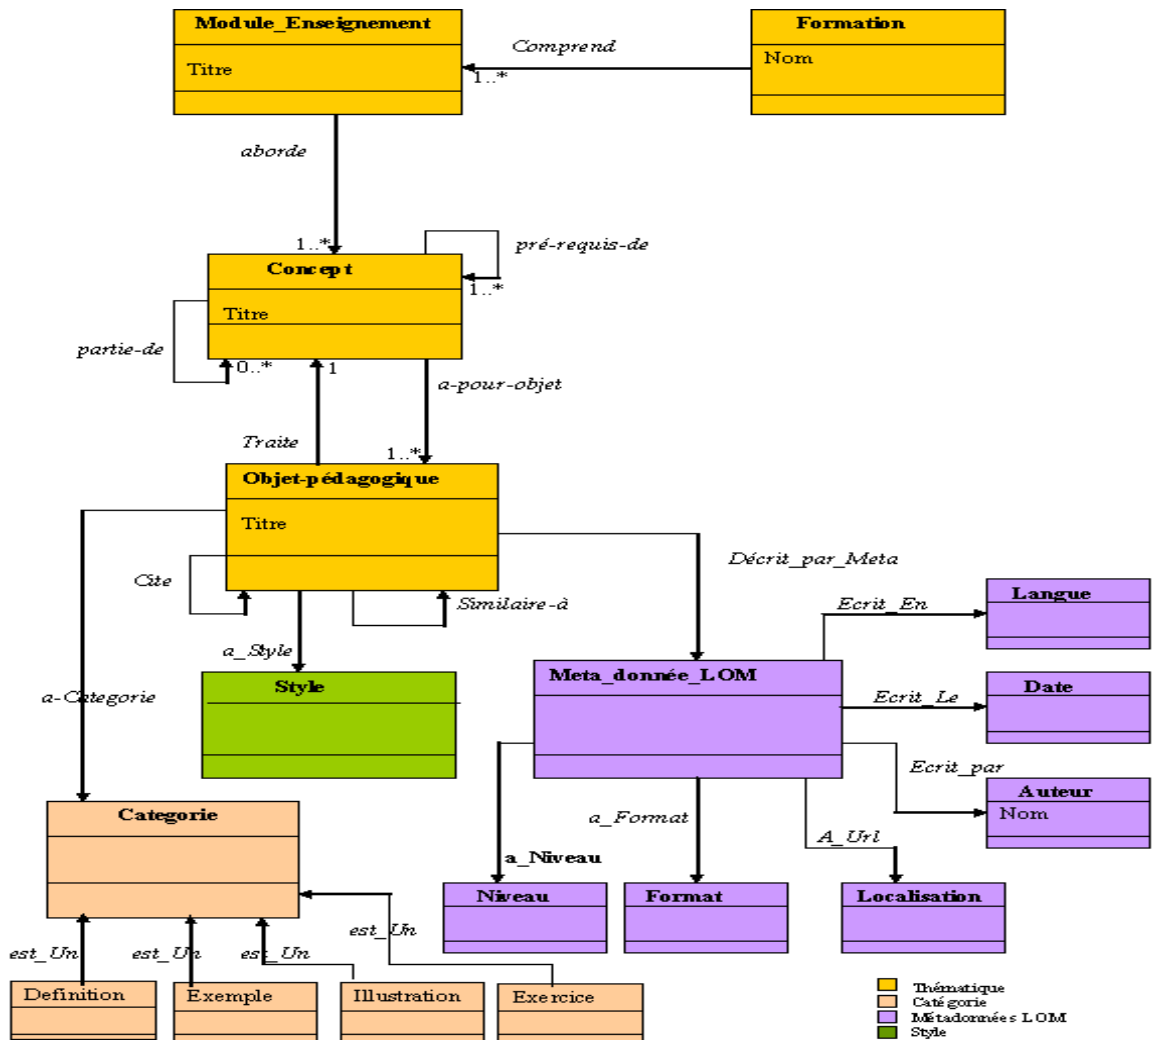 Module_Enseignement
Formation
Comprend
Titre
Nom
1..*
aborde
1..*
pré-requis-de
Concept
1..*
Titre
partie-de
0..*
1
a-pour-objet
Traite
1..*
Objet-pédagogique
Titre
Cite
Similaire-à
Décrit_par_Meta
Ecrit_En
Langue
a_Style
Style
Meta_donnée_LOM
Date
a-Categorie
Ecrit_Le
Ecrit_par
Auteur
Nom
Categorie
a_Format
A_Url
a_Niveau
Niveau
Format
Localisation
est_Un
est_Un
est_Un
est_Un
Definition
Exemple
Illustration
Exercice
Thématique
Catégorie
Métadonnées LOM
Style